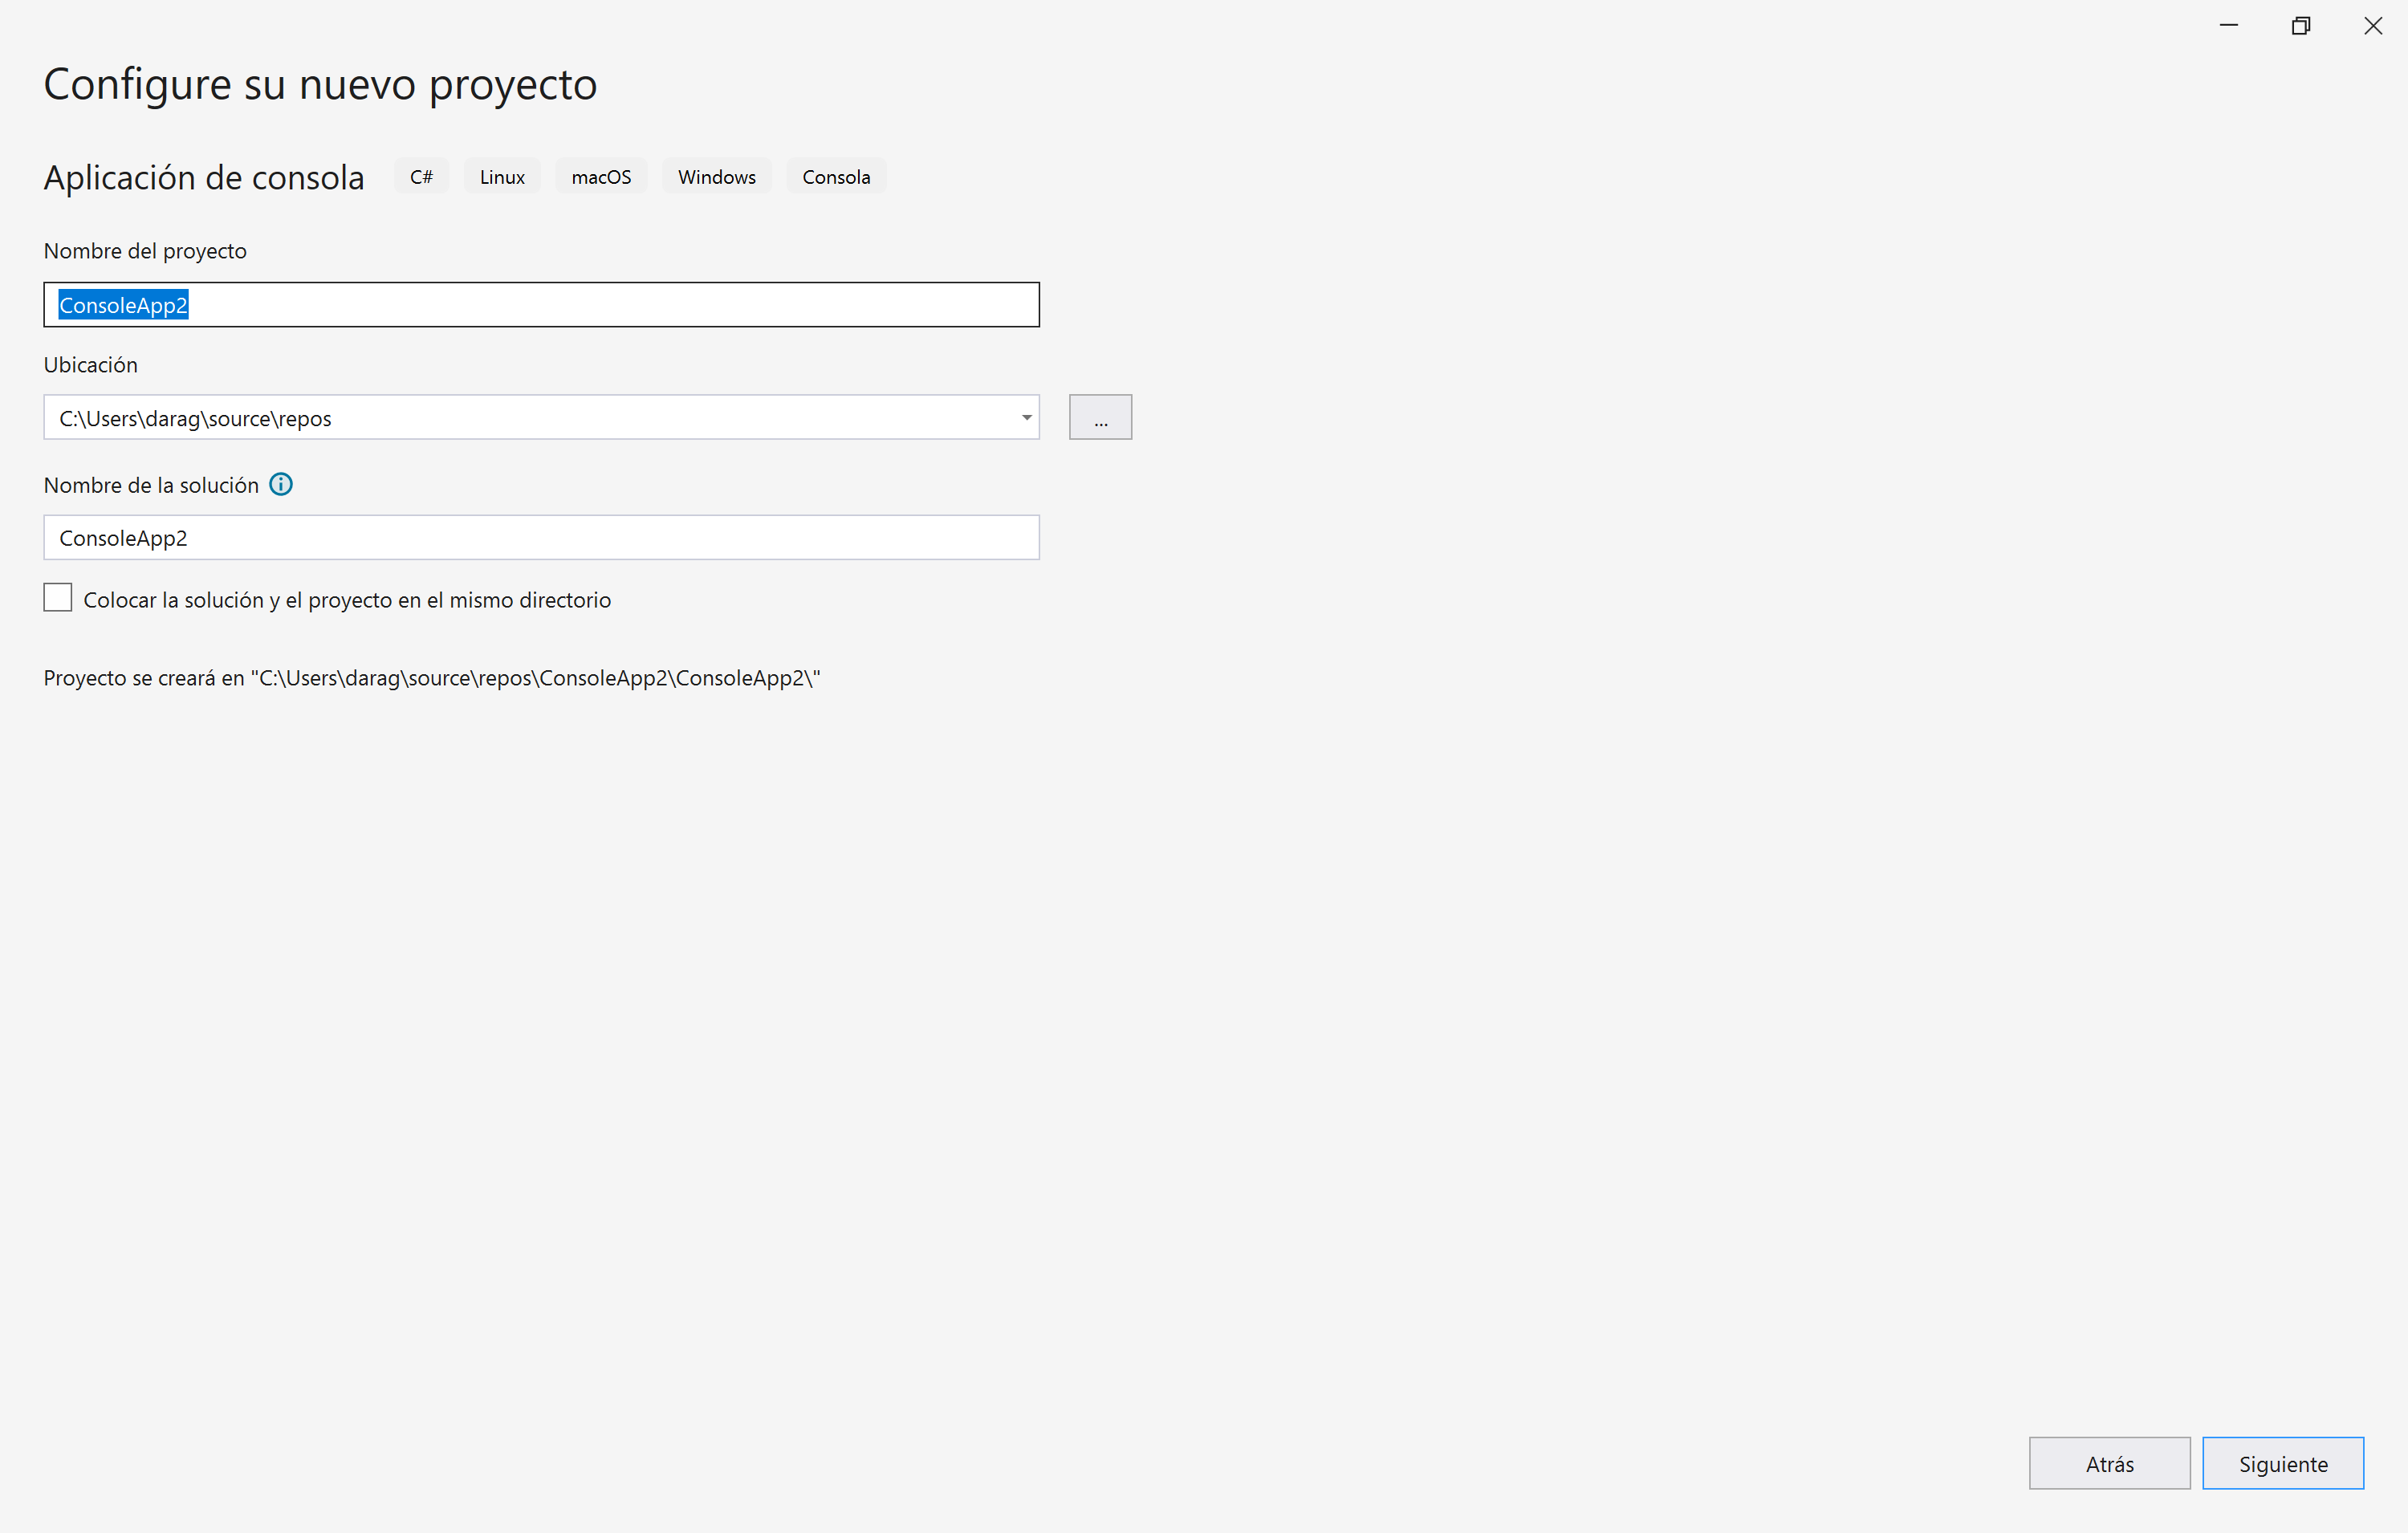 Configure su nuevo proyecto
Aplicación de consola C# Linux macOS Windows Consola
Nombre del proyecto
ConsoleApp2
Ubicación
C:\Users\darag\source\repos
...
Nombre de la solución
ConsoleApp2
Colocar la solución y el proyecto en el mismo directorio
Proyecto se creará en "C:\Users\darag\source\repos\ConsoleApp2\ConsoleApp2\"
Atrás Siguiente